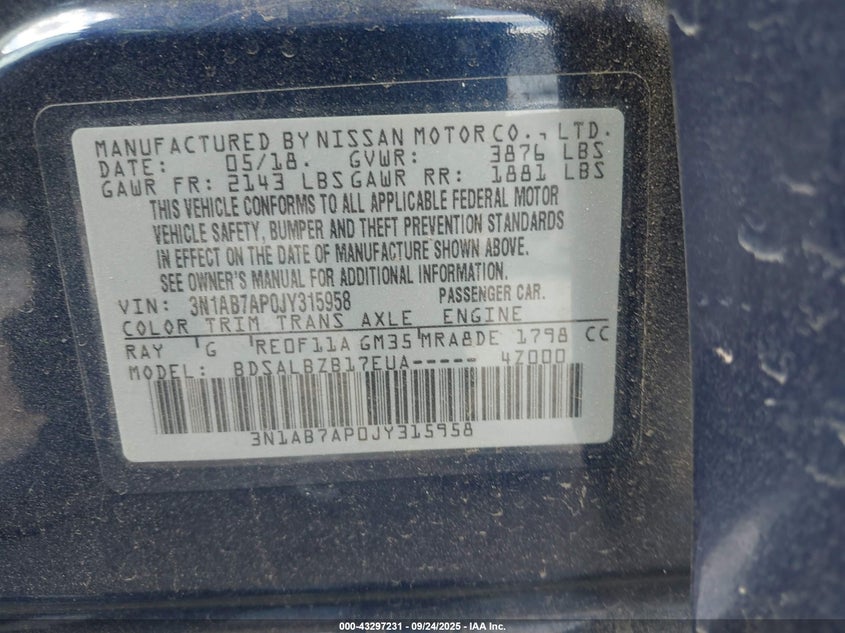 MANUFACTURED BY NISSAN MOTOR CO., LTD.
DATE: 05/18. GVWR: 3876 LBS
GAWR FR: 2143 LBS GAWR RR: 1881 LBS
THIS VEHICLE CONFORMS TO ALL APPLICABLE FEDERAL MOTOR
VEHICLE SAFETY, BUMPER AND THEFT PREVENTION STANDARDS
IN EFFECT ON THE DATE OF MANUFACTURE SHOWN ABOVE.
SEE OWNER'S MANUAL FOR ADDITIONAL INFORMATION.
VIN: 3N1AB7AP0JY315958 PASSENGER CAR.
COLOR TRIM TRANS AXLE ENGINE
RAY G RE0F11A GM35 MRA8DE 1798 CC
MODEL: BDSALBZB17EUA----- 4Z000
3N1AB7AP0JY315958
000-43297231 - 09/24/2025 - IAA Inc.